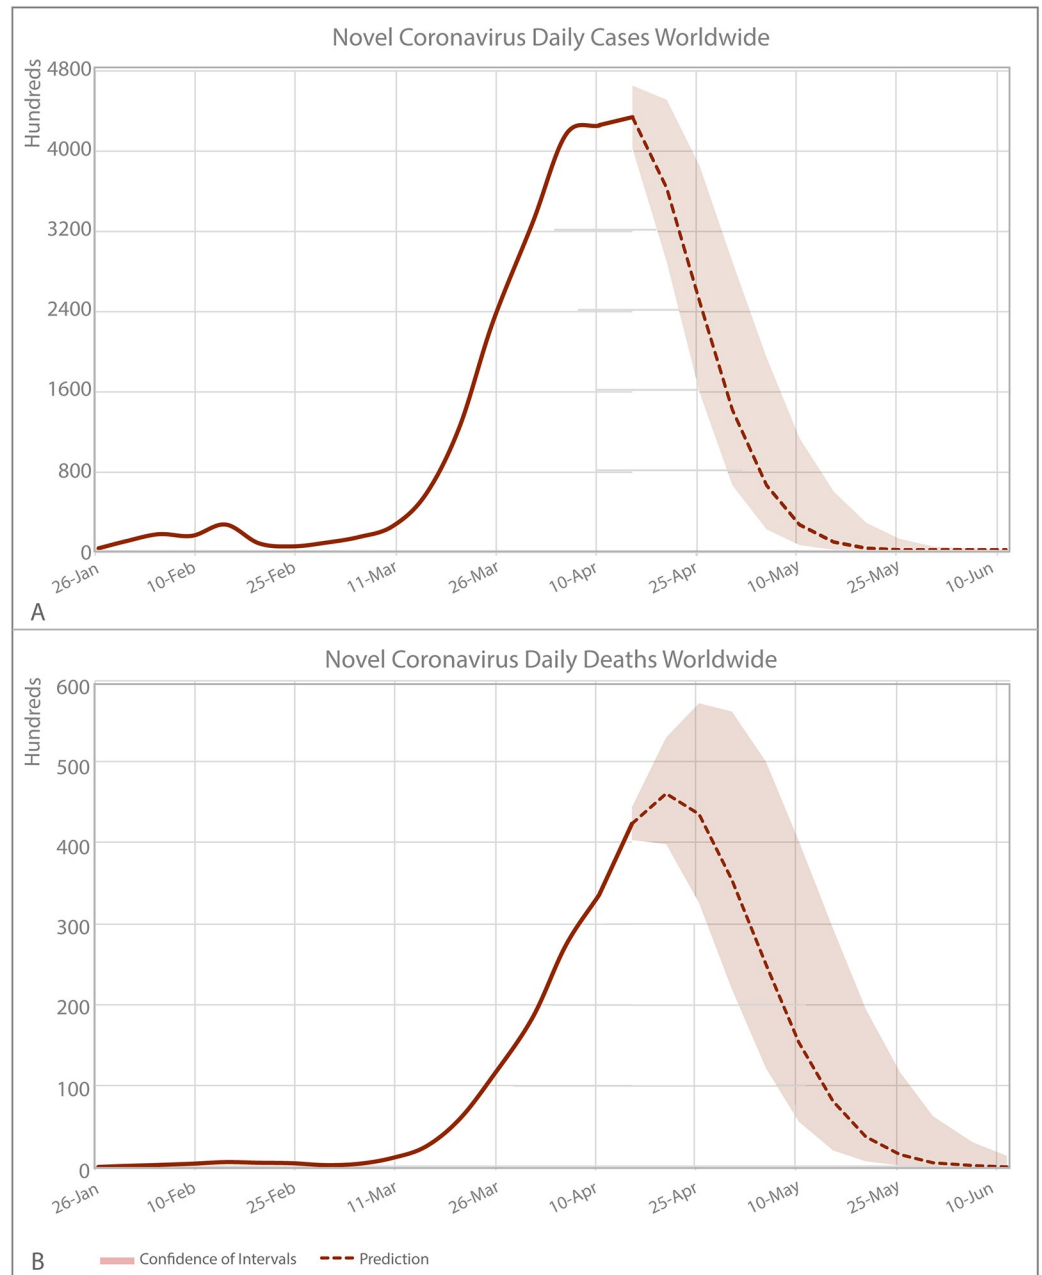 Novel Coronavirus Daily Cases Worldwide
Hundreds
4800
4000
3200
2400
1600
800
0
26-Jan
10-Feb
25-Feb
11-Mar
26-Mar
10-Apr
25-Apr
10-May
25-May
10-Jun
A
Novel Coronavirus Daily Deaths Worldwide
Hundreds
600
500
400
300
200
100
0
26-Jan
10-Feb
25-Feb
11-Mar
26-Mar
10-Apr
25-Apr
10-May
25-May
10-Jun
B
Confidence of Intervals
Prediction